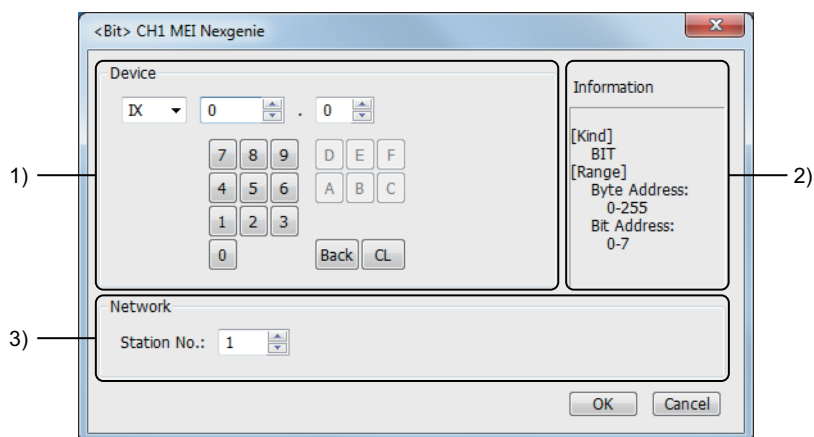 <Bit> CH1 MEI Nexgenie
x
Device
IX 0 . 0
7 8 9 D E F
4 5 6 A B C
1 2 3
0 Back CL
Information
[Kind]
BIT
[Range]
Byte Address:
0-255
Bit Address:
0-7
1)
2)
Network
Station No.: 1
3)
OK Cancel